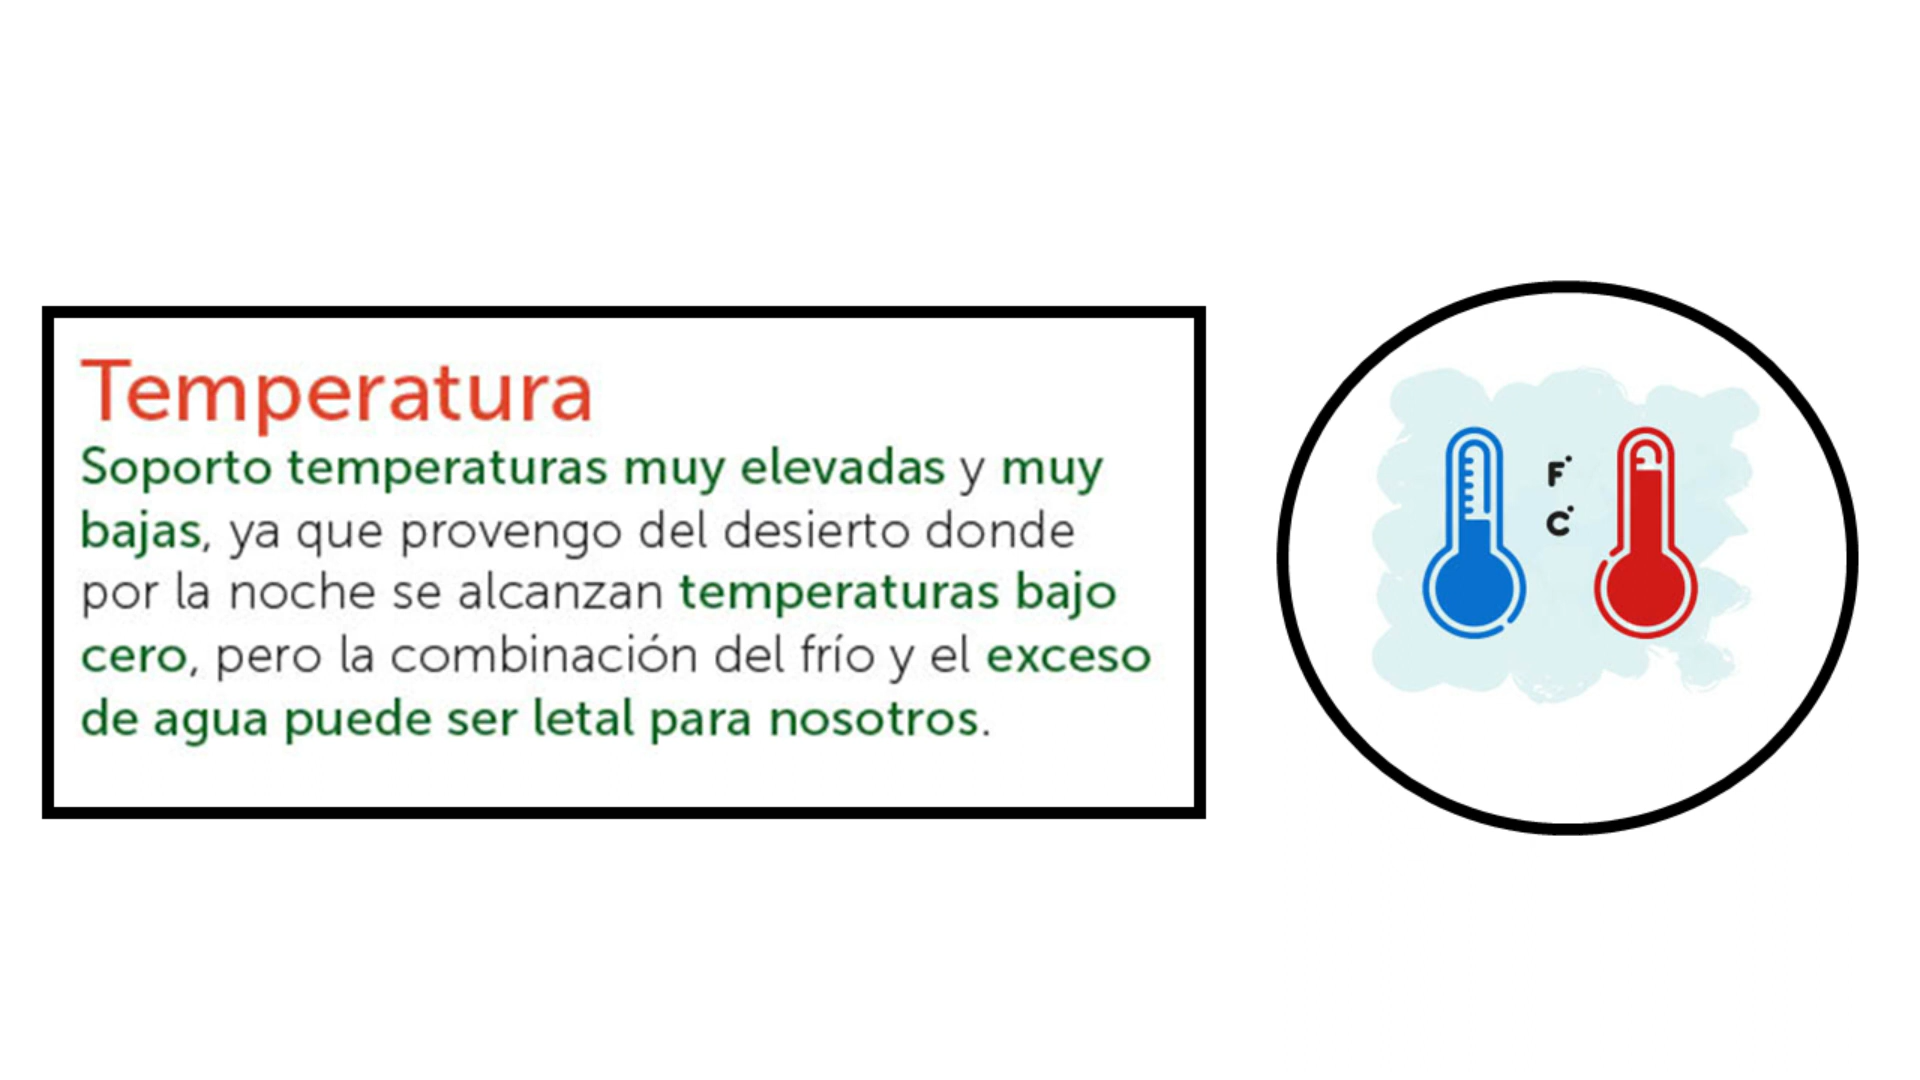 Temperatura
Soporto temperaturas muy elevadas y muy
bajas, ya que provengo del desierto donde
por la noche se alcanzan temperaturas bajo
cero, pero la combinación del frío y el exceso
de agua puede ser letal para nosotros.
F°
C°